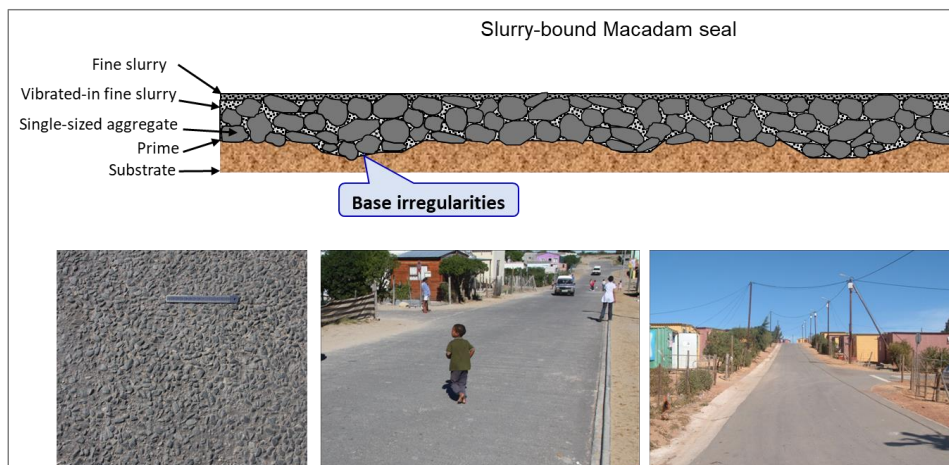 Slurry-bound Macadam seal
Fine slurry
Vibrated-in fine slurry
Single-sized aggregate
Prime
Substrate
Base irregularities